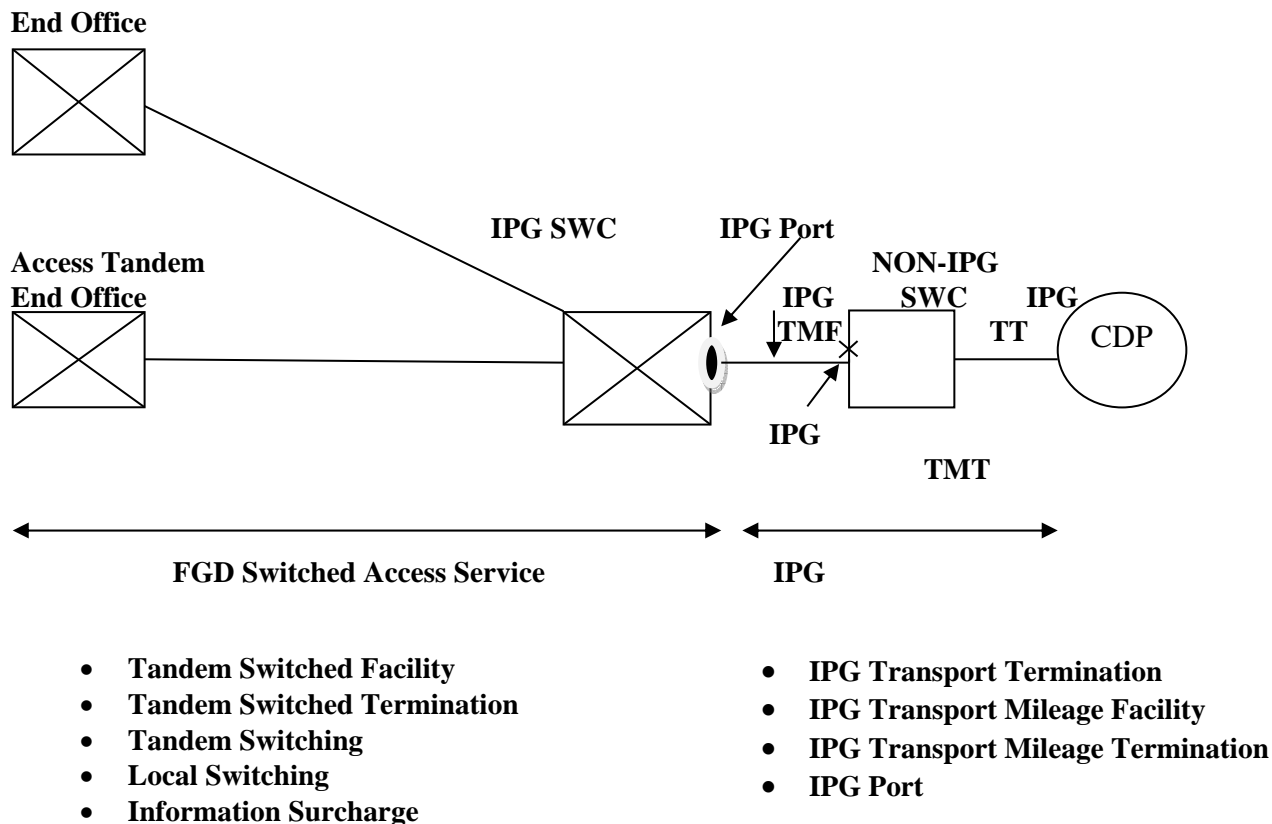 End Office
IPG SWC
IPG Port
Access Tandem
End Office
NON-IPG
SWC
IPG
TMF
IPG
TT
CDP
IPG
TMT
FGD Switched Access Service
IPG
• Tandem Switched Facility
• Tandem Switched Termination
• Tandem Switching
• Local Switching
• Information Surcharge
• IPG Transport Termination
• IPG Transport Mileage Facility
• IPG Transport Mileage Termination
• IPG Port